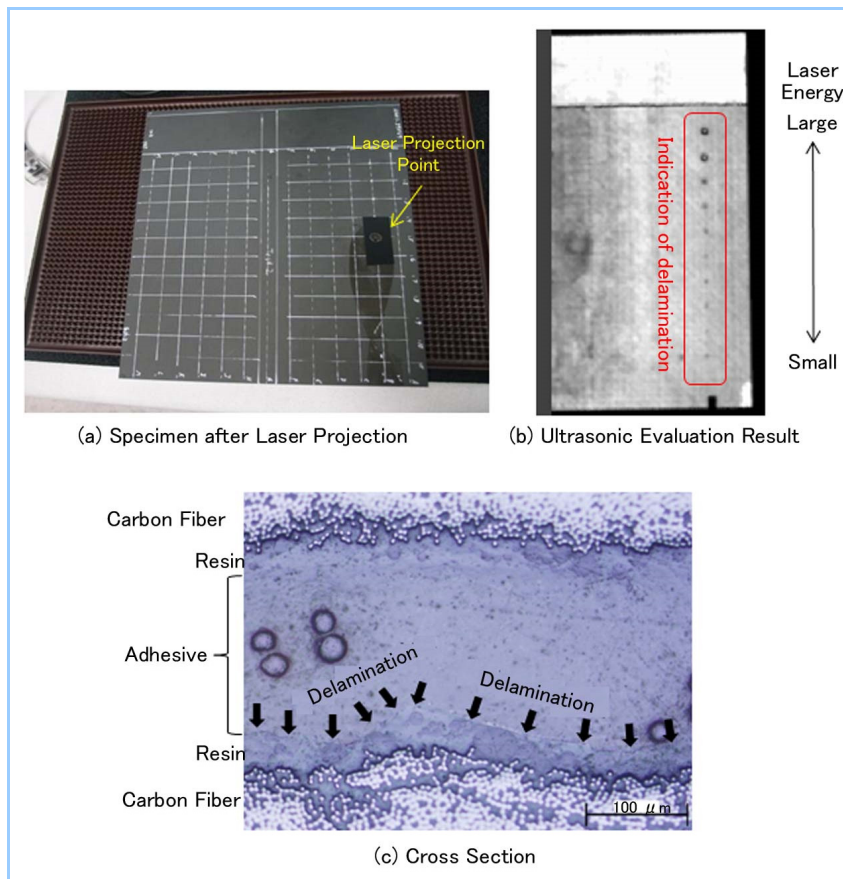 Laser Projection
Point
(a) Specimen after Laser Projection
Laser
Energy
Large
Indication of delamination
Small
(b) Ultrasonic Evaluation Result
Carbon Fiber
Resin
Adhesive
Delamination
Delamination
Resin
Carbon Fiber
100 μm
(c) Cross Section